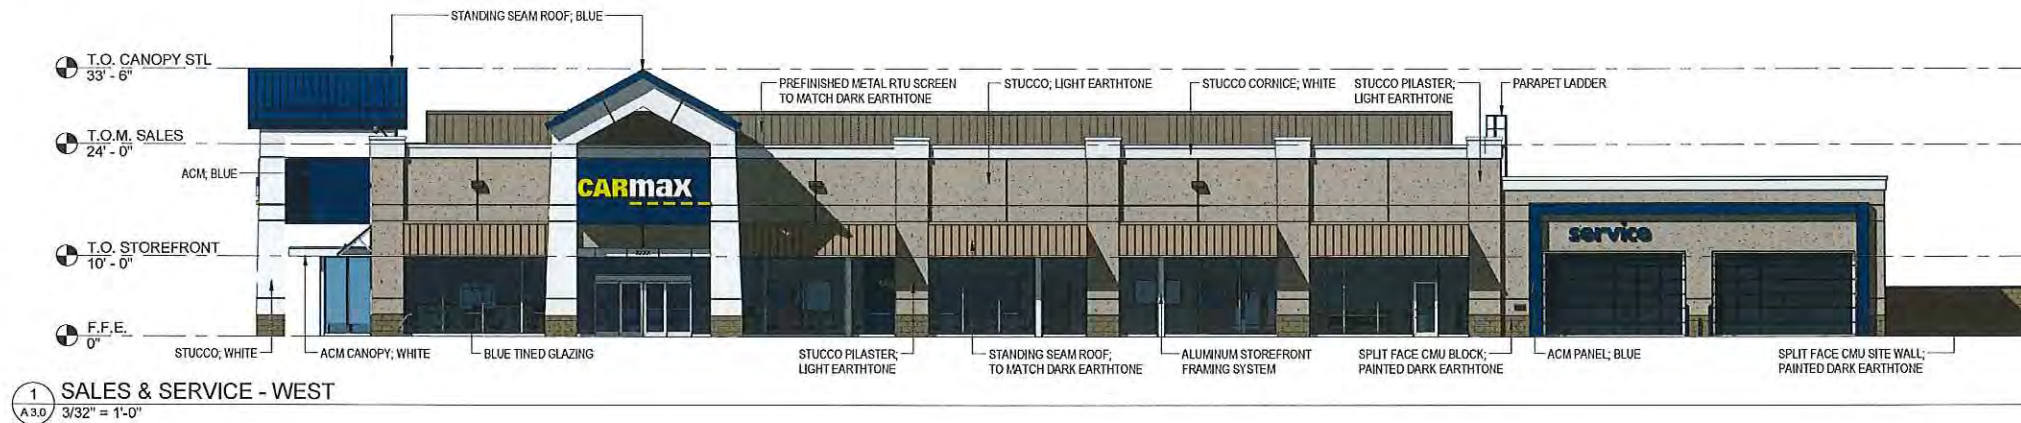 STANDING SEAM ROOF; BLUE
T.O. CANOPY STL
33' - 6"
PREFINISHED METAL RTU SCREEN
TO MATCH DARK EARTHTONE
STUCCO; LIGHT EARTHTONE
STUCCO CORNICE; WHITE
STUCCO PILASTER;
LIGHT EARTHTONE
PARAPET LADDER
T.O.M. SALES
24' - 0"
ACM; BLUE
CARmax
service
T.O. STOREFRONT
10' - 0"
F.F.E.
0"
STUCCO; WHITE
ACM CANOPY; WHITE
BLUE TINED GLAZING
STUCCO PILASTER;
LIGHT EARTHTONE
STANDING SEAM ROOF;
TO MATCH DARK EARTHTONE
ALUMINUM STOREFRONT
FRAMING SYSTEM
SPLIT FACE CMU BLOCK;
PAINTED DARK EARTHTONE
ACM PANEL; BLUE
SPLIT FACE CMU SITE WALL;
PAINTED DARK EARTHTONE
1
A3.0
SALES & SERVICE - WEST
3/32" = 1'-0"